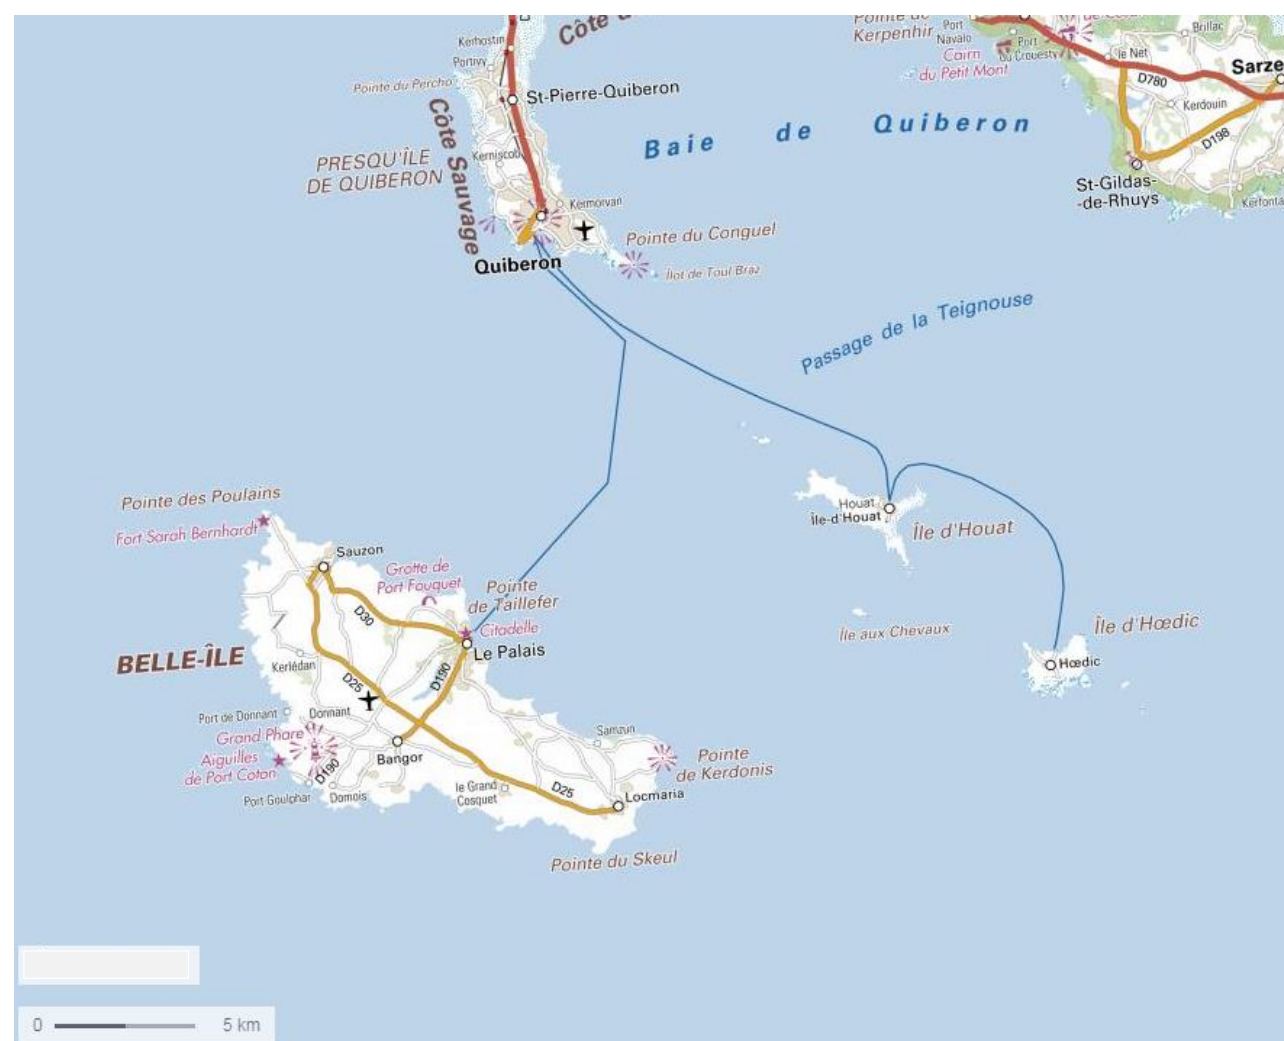 Kerhostin
Portivy
Pointe du Percho
St-Pierre-Quiberon
Côte Sauvage
PRESQU'ÎLE
DE QUIBERON
Kerniscob
Kermorvan
Quiberon
Pointe du Conguel
Îlot de Toul Braz
Baie de Quiberon
Pointe de
Kerpenhir
Port
Navalo
Cairn
du Petit Mont
Port
du Crouesty
le Net
Brillac
Sarze
D780
Kerdouin
D198
St-Gildas-
-de-Rhuys
Kerfonta
Passage de la Teignouse
Houat
Île-d'Houat
Île d'Houat
Île aux Chevaux
Île d'Hœdic
Hœdic
Pointe des Poulains
Fort Sarah Bernhardt
Sauzon
Grotte de
Port Fouquet
Pointe
de Taillefer
Citadelle
Le Palais
D30
BELLE-ÎLE
Kerlédan
D25
D190
Port de Donnant
Donnant
Grand Phare
Aiguilles
de Port Coton
D190
Bangor
Port Goulphar
Domois
le Grand
Cosquet
D25
Samzun
Pointe
de Kerdonis
Locmaria
Pointe du Skeul
0
5 km